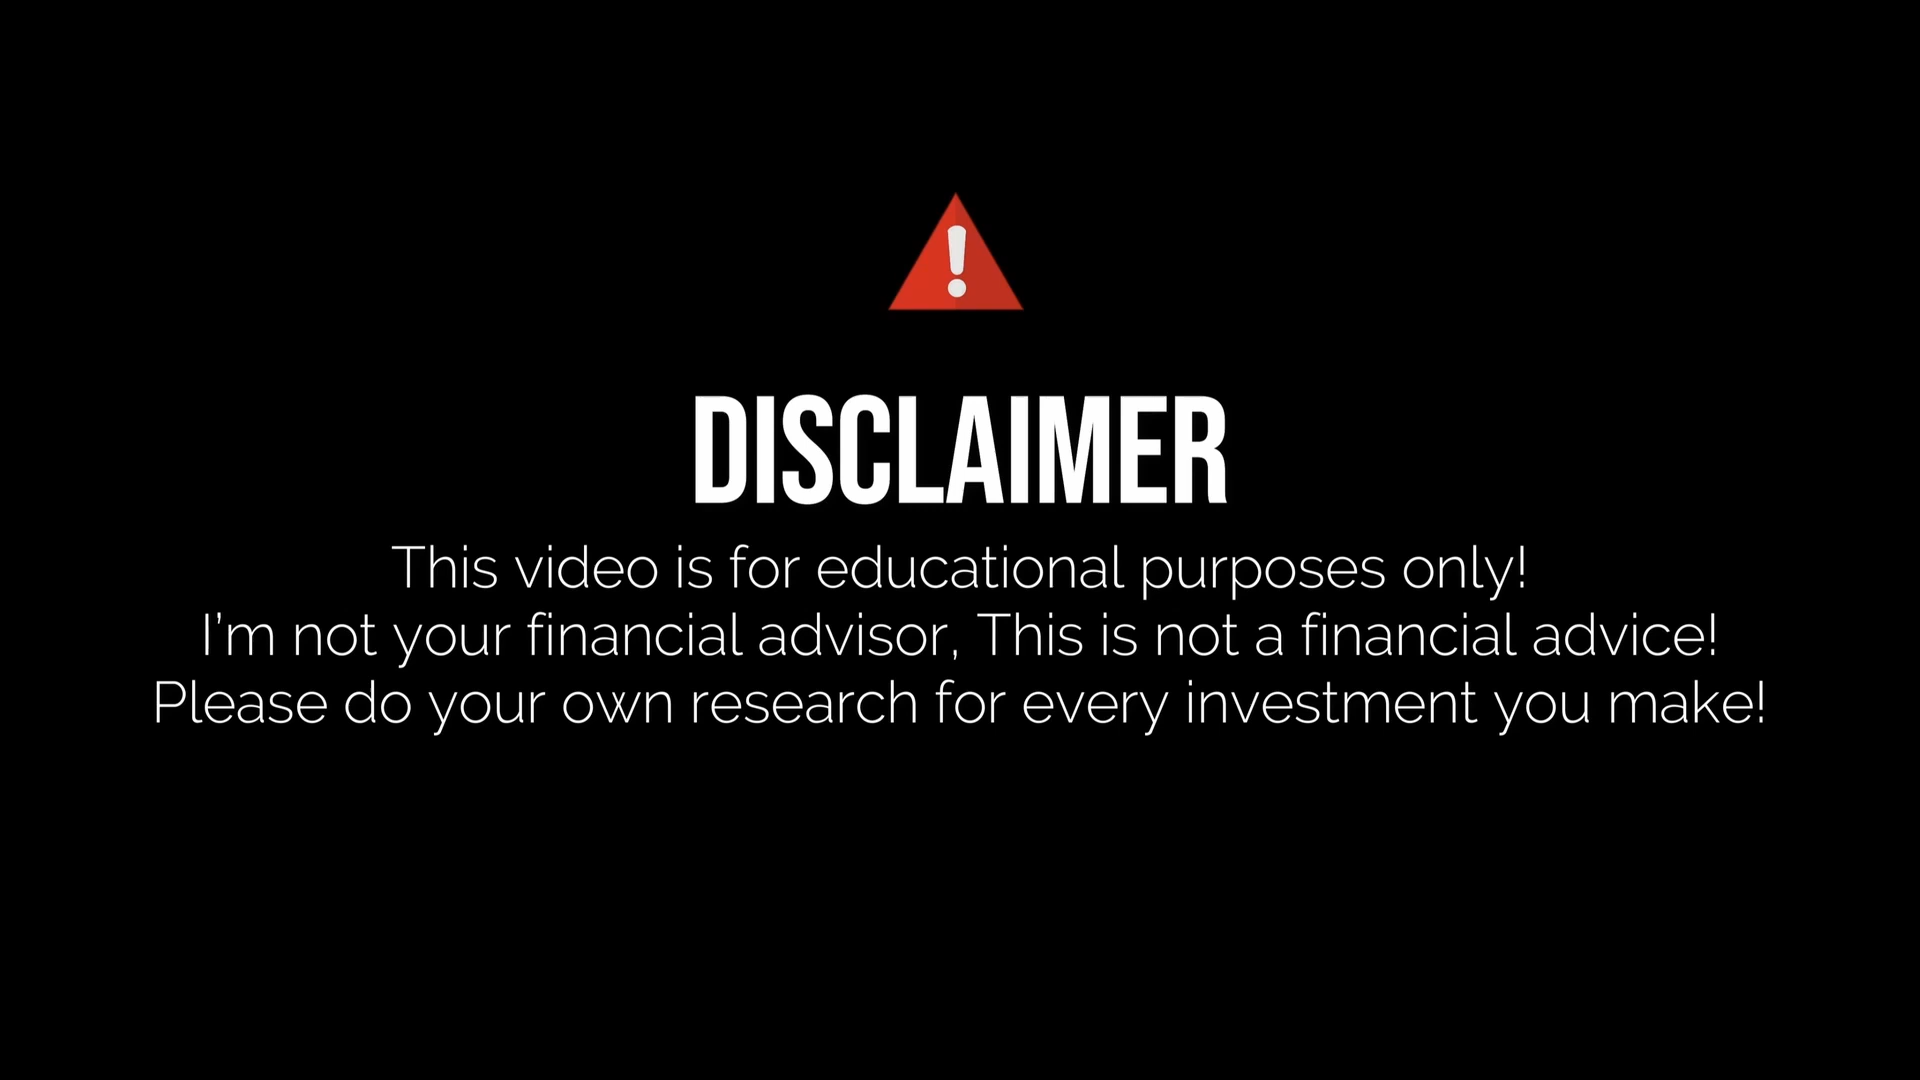 DISCLAIMER
This video is for educational purposes only!
I'm not your financial advisor, This is not a financial advice!
Please do your own research for every investment you make!